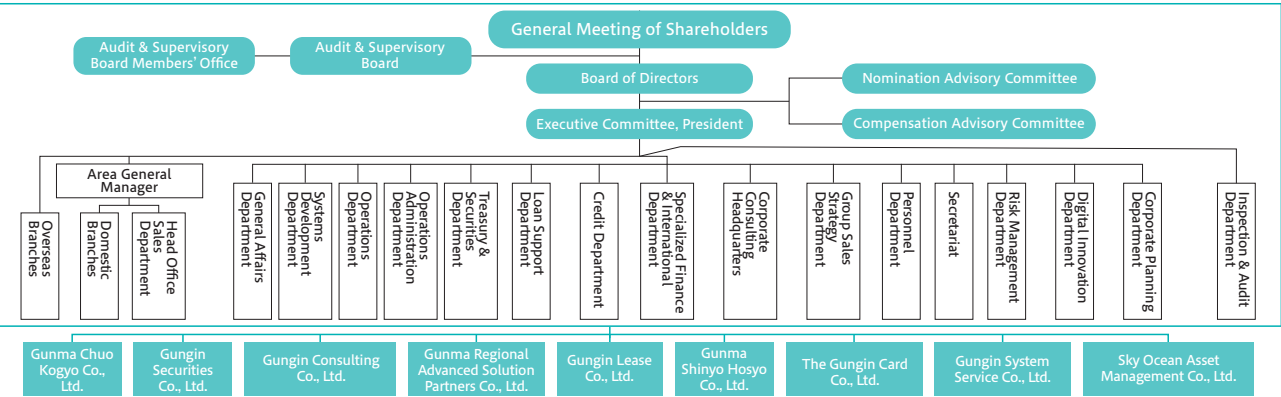 General Meeting of Shareholders
Audit & Supervisory
Board Members' Office
Audit & Supervisory
Board
Board of Directors
Nomination Advisory Committee
Executive Committee, President
Compensation Advisory Committee
Area General
Manager
Overseas
Branches
Domestic
Branches
Head Office
Sales
Department
General Affairs
Department
Systems
Development
Department
Operations
Department
Operations
Administration
Department
Treasury &
Securities
Department
Loan Support
Department
Credit Department
Specialized Finance
& International
Department
Corporate
Consulting
Headquarters
Group Sales
Strategy
Department
Personnel
Department
Secretariat
Risk Management
Department
Digital Innovation
Department
Corporate Planning
Department
Inspection & Audit
Department
Gunma Chuo
Kogyo Co.,
Ltd.
Gungin
Securities
Co., Ltd.
Gungin Consulting
Co., Ltd.
Gunma Regional
Advanced Solution
Partners Co., Ltd.
Gungin Lease
Co., Ltd.
Gunma
Shinyo Hosyo
Co., Ltd.
The Gungin Card
Co., Ltd.
Gungin System
Service Co., Ltd.
Sky Ocean Asset
Management Co., Ltd.